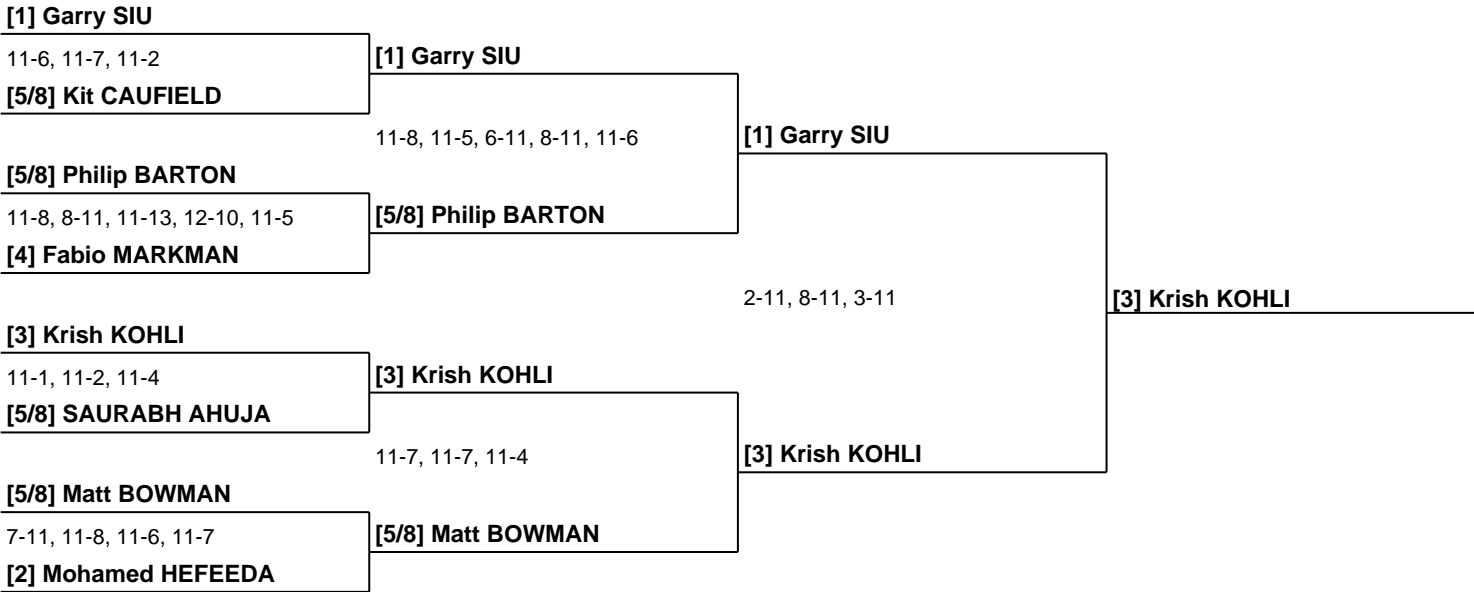 [1] Garry SIU
11-6, 11-7, 11-2
[5/8] Kit CAUFIELD
[5/8] Philip BARTON
11-8, 8-11, 11-13, 12-10, 11-5
[4] Fabio MARKMAN
[3] Krish KOHLI
11-1, 11-2, 11-4
[5/8] SAURABH AHUJA
[5/8] Matt BOWMAN
7-11, 11-8, 11-6, 11-7
[2] Mohamed HEFEEDA
[1] Garry SIU
11-8, 11-5, 6-11, 8-11, 11-6
[5/8] Philip BARTON
[3] Krish KOHLI
11-7, 11-7, 11-4
[5/8] Matt BOWMAN
[1] Garry SIU
2-11, 8-11, 3-11
[3] Krish KOHLI
[3] Krish KOHLI